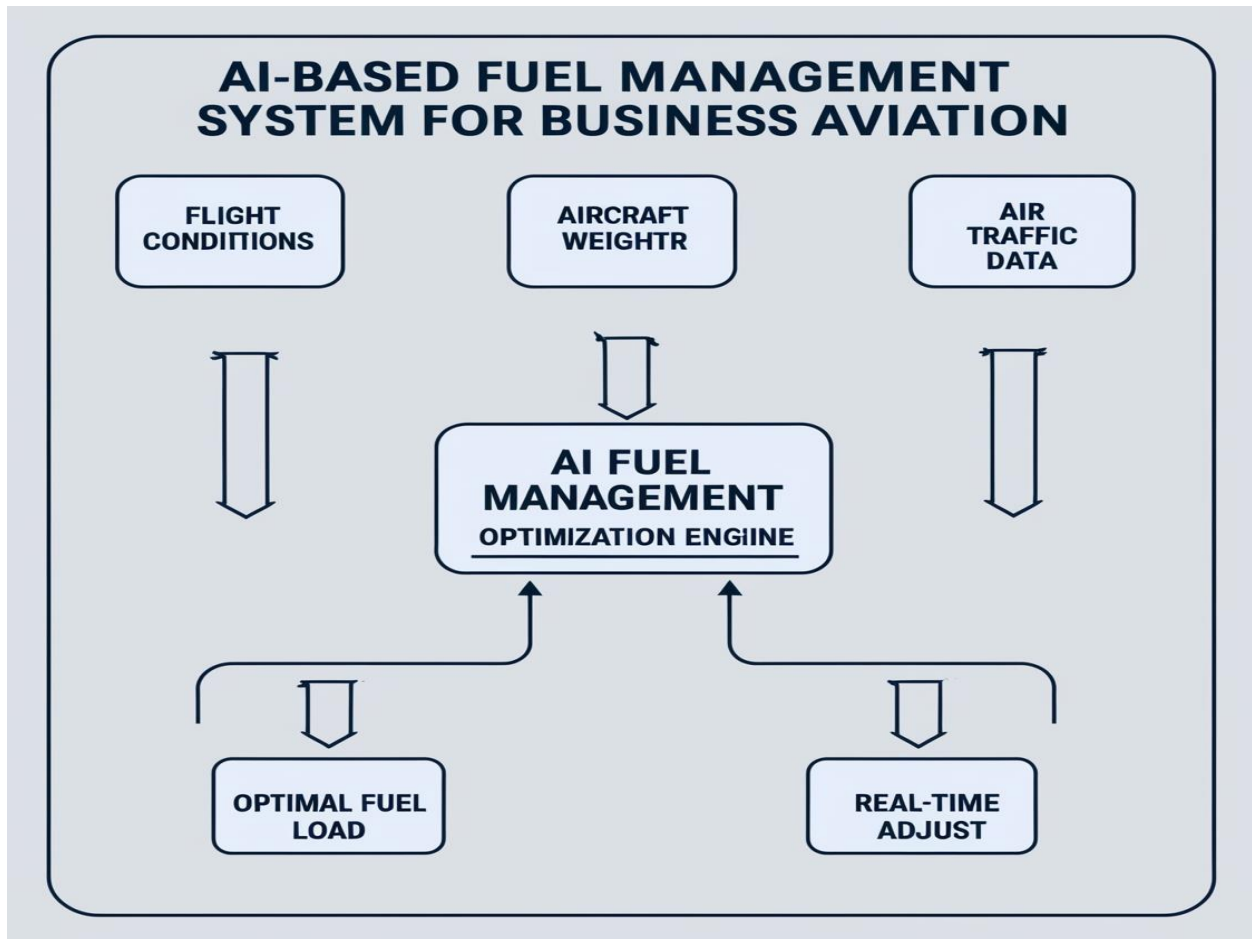 AI-BASED FUEL MANAGEMENT
SYSTEM FOR BUSINESS AVIATION
FLIGHT
CONDITIONS
AIRCRAFT
WEIGHTR
AIR
TRAFFIC
DATA
AI FUEL
MANAGEMENT
OPTIMIZATION ENGIINE
OPTIMAL FUEL
LOAD
REAL-TIME
ADJUST